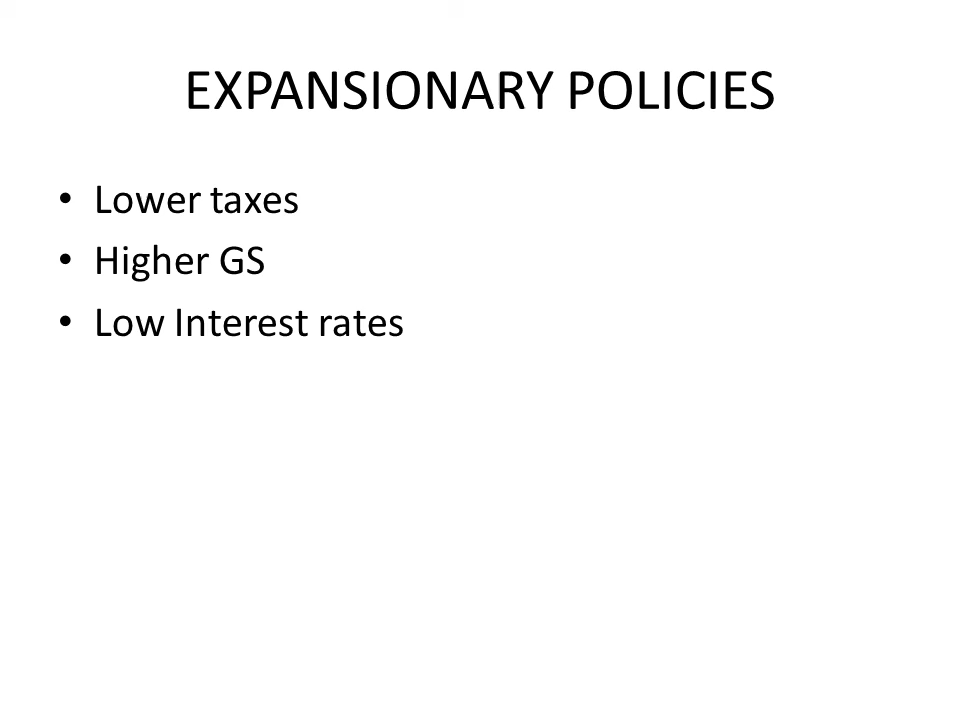 EXPANSIONARY POLICIES
• Lower taxes
• Higher GS
• Low Interest rates